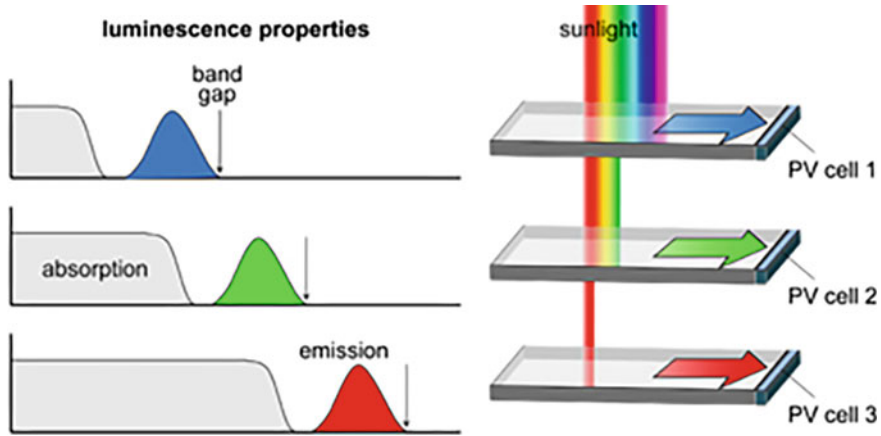 luminescence properties
sunlight
band
gap
PV cell 1
absorption
PV cell 2
emission
PV cell 3